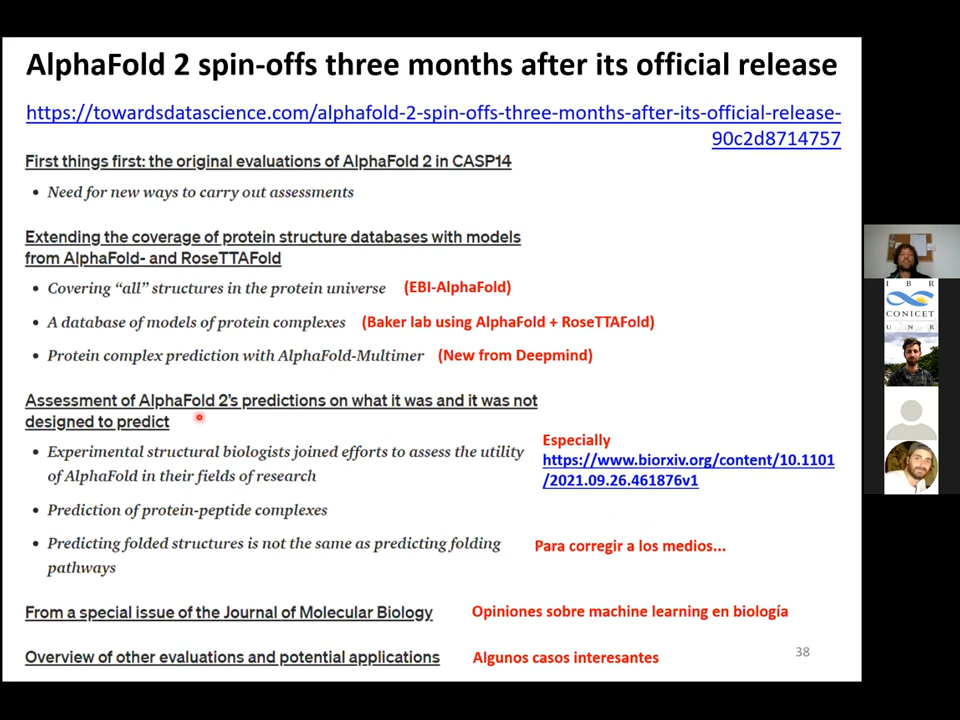 AlphaFold 2 spin-offs three months after its official release
https://towardsdatascience.com/alphafold-2-spin-offs-three-months-after-its-official-release-
90c2d8714757
First things first: the original evaluations of AlphaFold 2 in CASP14
• Need for new ways to carry out assessments
Extending the coverage of protein structure databases with models
from AlphaFold- and RoseTTAFold
• Covering “all” structures in the protein universe (EBI-AlphaFold)
• A database of models of protein complexes (Baker lab using AlphaFold + RoseTTAFold)
• Protein complex prediction with AlphaFold-Multimer (New from Deepmind)
Assessment of AlphaFold 2’s predictions on what it was and it was not
designed to predict
• Experimental structural biologists joined efforts to assess the utility
of AlphaFold in their fields of research
Especially
https://www.biorxiv.org/content/10.1101
/2021.09.26.461876v1
• Prediction of protein-peptide complexes
• Predicting folded structures is not the same as predicting folding
pathways
Para corregir a los medios...
From a special issue of the Journal of Molecular Biology Opiniones sobre machine learning en biología
Overview of other evaluations and potential applications Algunos casos interesantes
38
I B R
CONICET
U N R